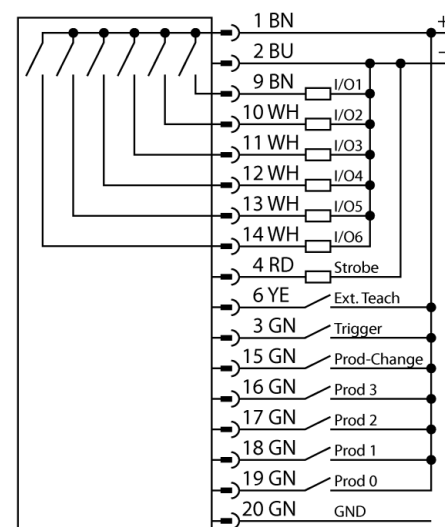 1 BN +
2 BU –
9 BN I/O1
10 WH I/O2
11 WH I/O3
12 WH I/O4
13 WH I/O5
14 WH I/O6
4 RD Strobe
6 YE Ext. Teach
3 GN Trigger
15 GN Prod-Change
16 GN Prod 3
17 GN Prod 2
18 GN Prod 1
19 GN Prod 0
20 GN GND